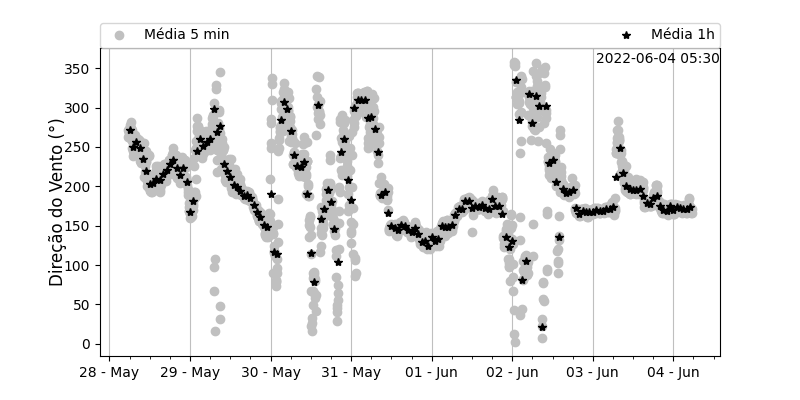 Média 5 min
Média 1h
2022-06-04 05:30
Direção do Vento (°)
350
300
250
200
150
100
50
0
28 - May
29 - May
30 - May
31 - May
01 - Jun
02 - Jun
03 - Jun
04 - Jun